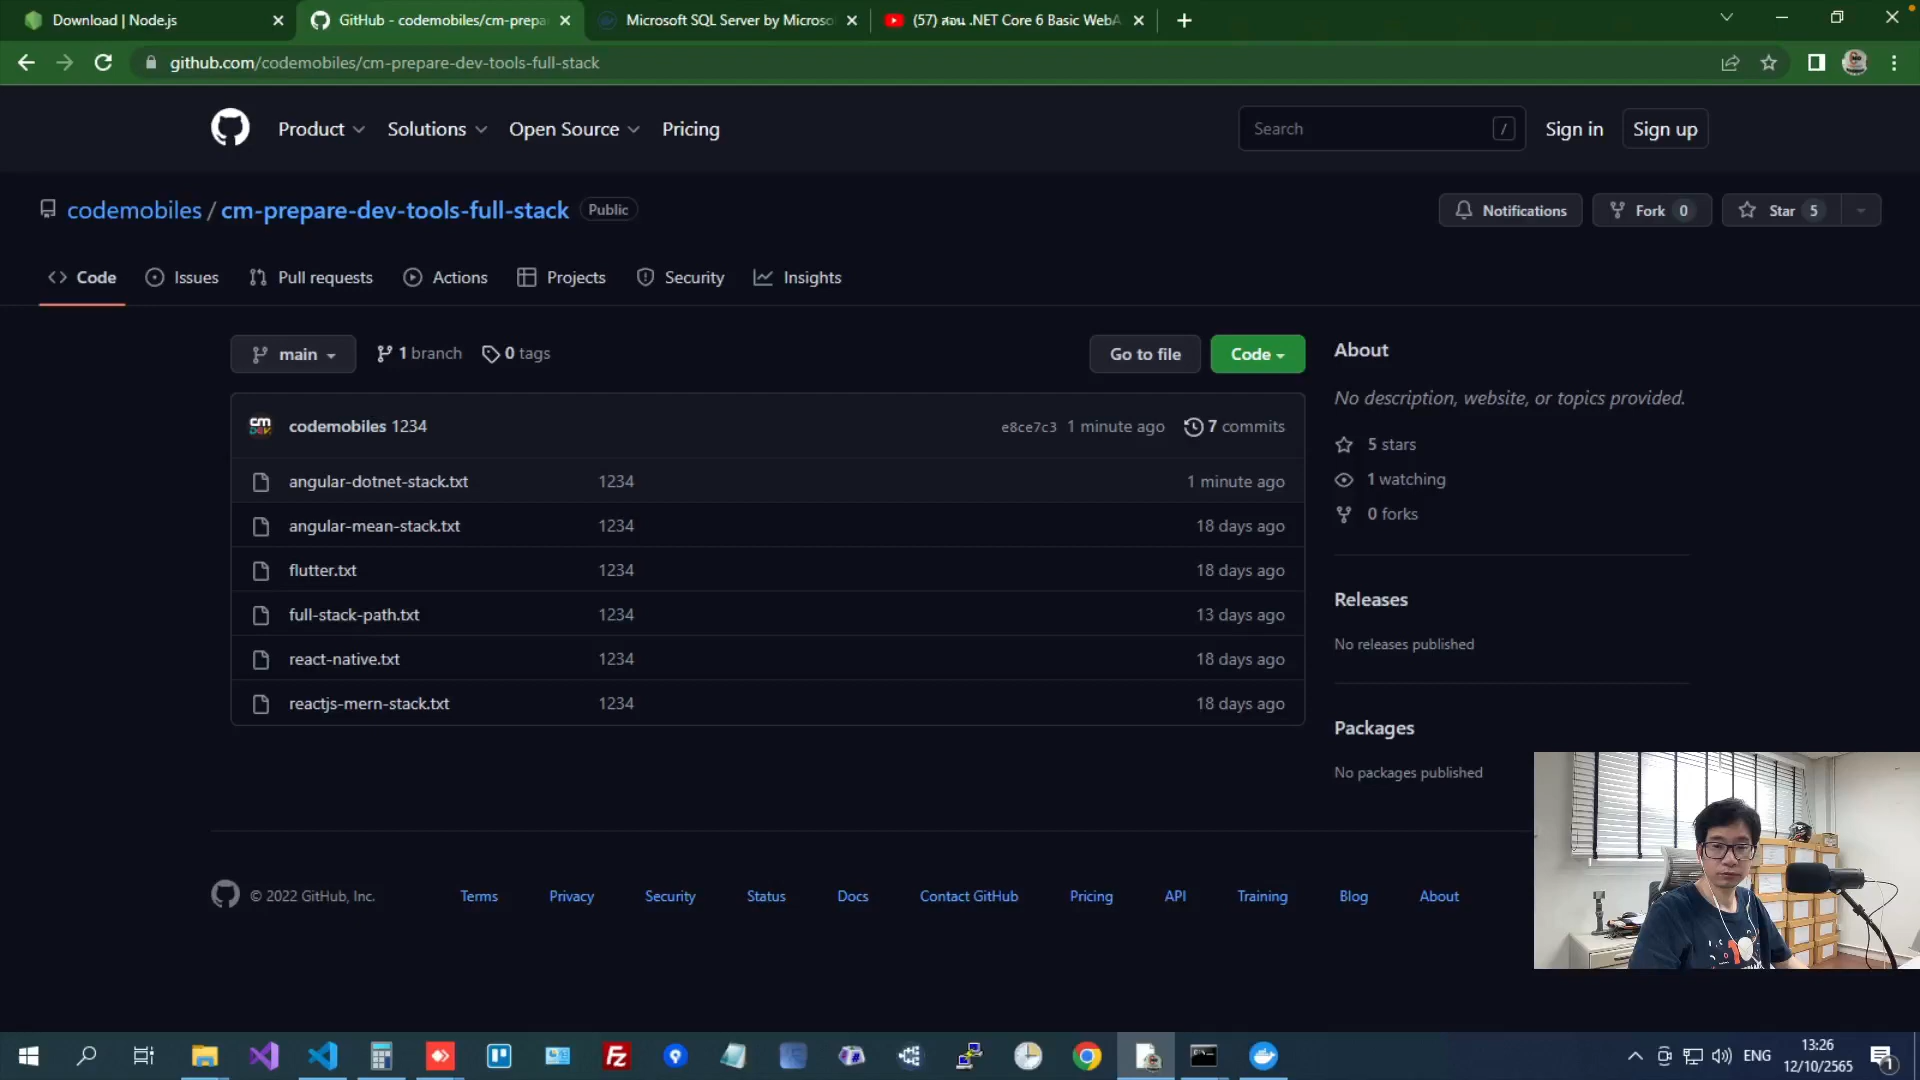 Download | Node.js
GitHub - codemobiles/cm-prepa
Microsoft SQL Server by Microso
(57) สอน .NET Core 6 Basic WebA
github.com/codemobiles/cm-prepare-dev-tools-full-stack
Product
Solutions
Open Source
Pricing
Search
/
Sign in
Sign up
codemobiles / cm-prepare-dev-tools-full-stack
Public
Notifications
Fork 0
Star 5
Code
Issues
Pull requests
Actions
Projects
Security
Insights
main
1 branch
0 tags
Go to file
Code
codemobiles 1234
e8ce7c3 1 minute ago
7 commits
angular-dotnet-stack.txt 1234 1 minute ago
angular-mean-stack.txt 1234 18 days ago
flutter.txt 1234 18 days ago
full-stack-path.txt 1234 13 days ago
react-native.txt 1234 18 days ago
reactjs-mern-stack.txt 1234 18 days ago
About
No description, website, or topics provided.
5 stars
1 watching
0 forks
Releases
No releases published
Packages
No packages published
© 2022 GitHub, Inc.
Terms
Privacy
Security
Status
Docs
Contact GitHub
Pricing
API
Training
Blog
About
ENG
13:26
12/10/2565
1